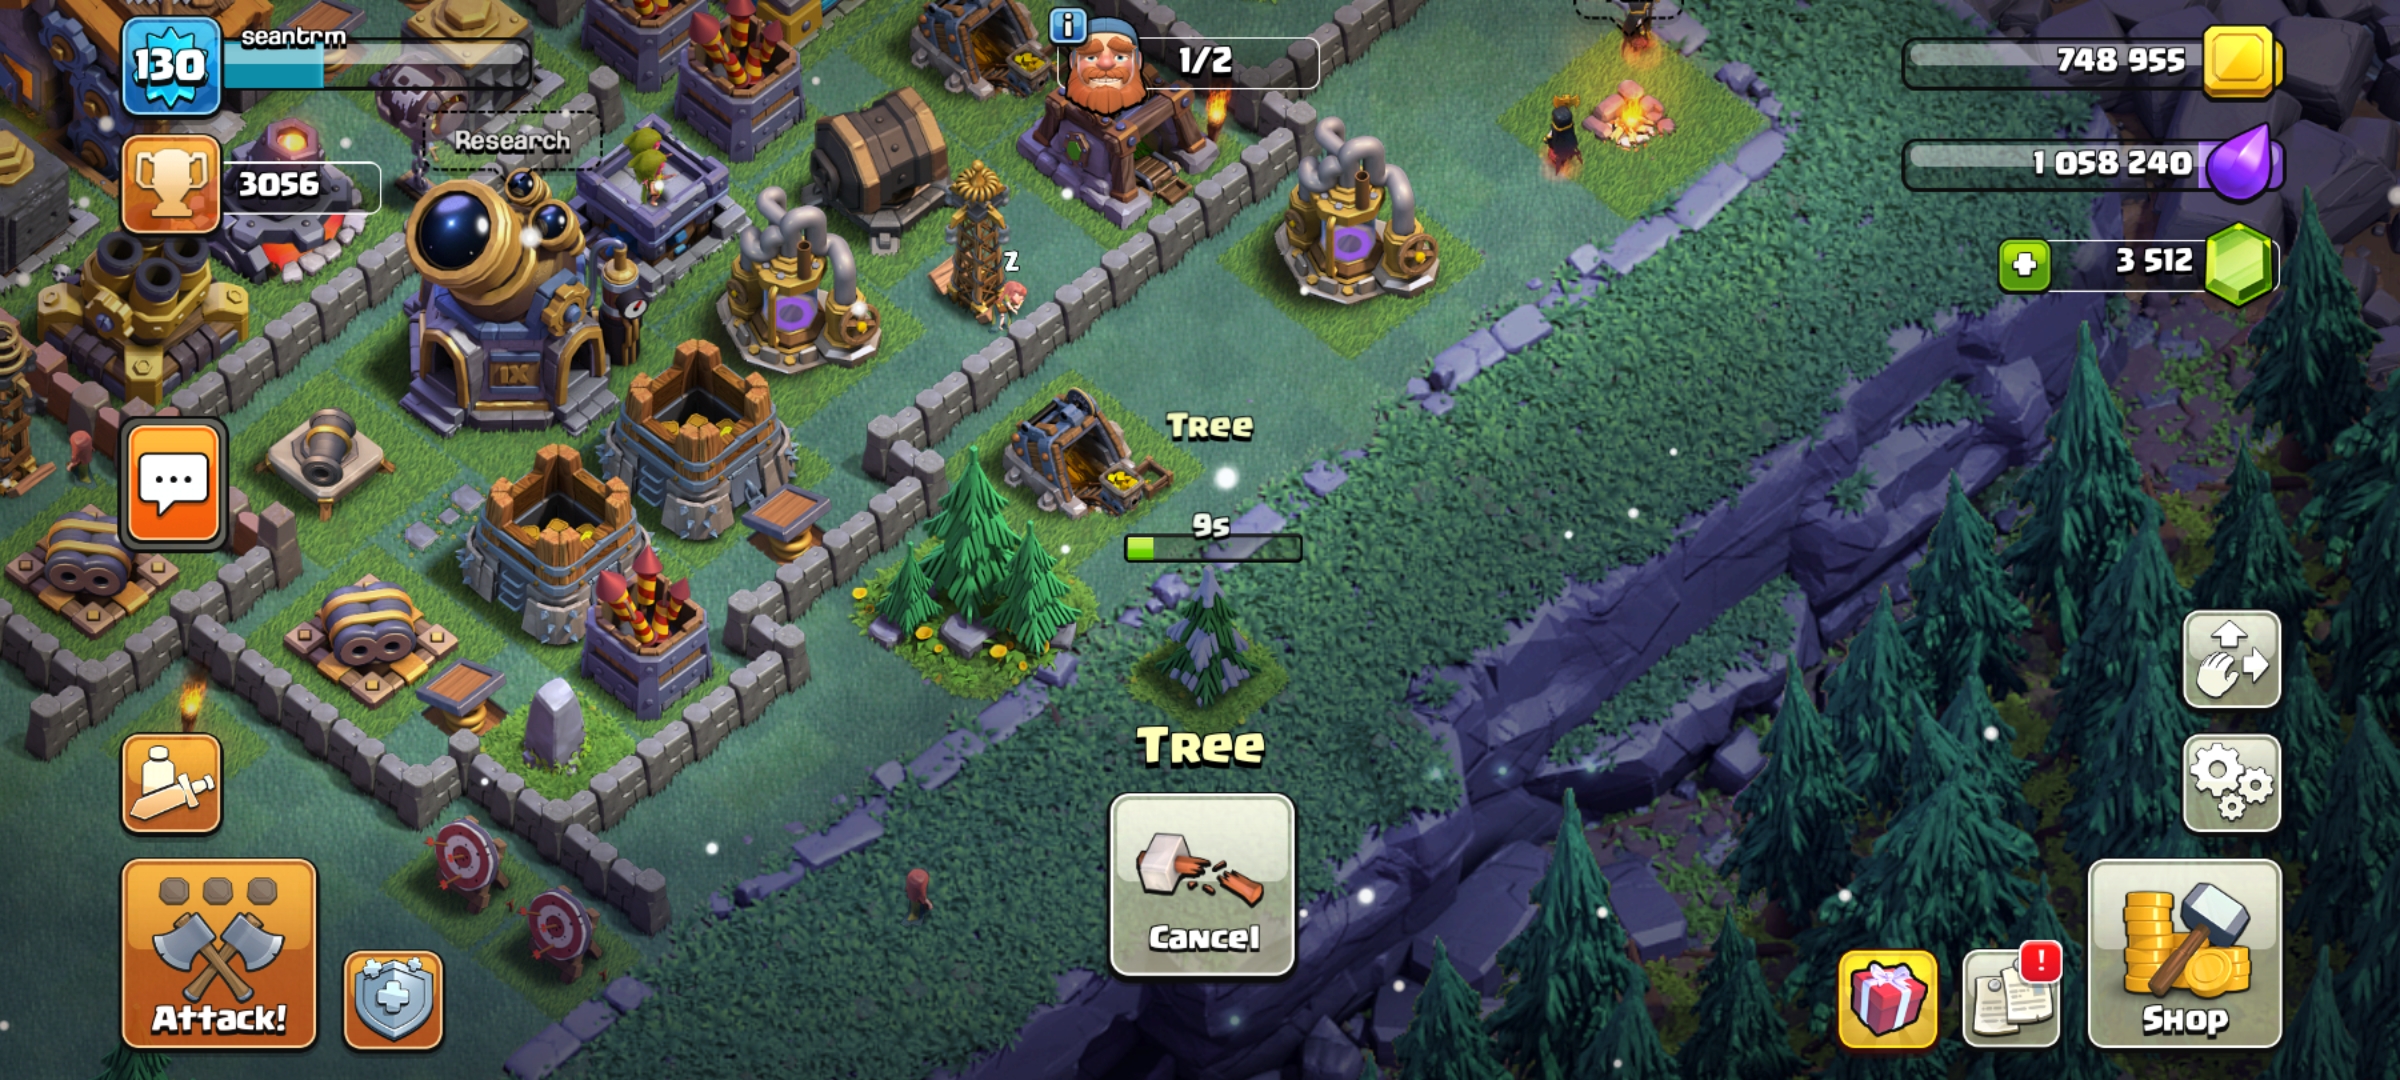 130
seantrm
1/2
748 955
Research
1 058 240
3056
3 512
Z
IX
Tree
9s
Tree
Cancel
!
Attack!
Shop